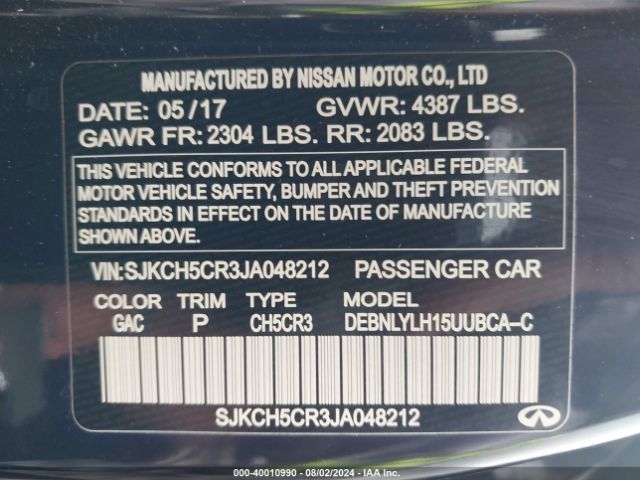 MANUFACTURED BY NISSAN MOTOR CO., LTD
DATE: 05/17 GVWR: 4387 LBS.
GAWR FR: 2304 LBS. RR: 2083 LBS.
THIS VEHICLE CONFORMS TO ALL APPLICABLE FEDERAL
MOTOR VEHICLE SAFETY, BUMPER AND THEFT PREVENTION
STANDARDS IN EFFECT ON THE DATE OF MANUFACTURE
SHOWN ABOVE.
VIN:SJKCH5CR3JA048212 PASSENGER CAR
COLOR TRIM TYPE MODEL
GAC P CH5CR3 DEBNLYLH15UUBCA-C
SJKCH5CR3JA048212
000-40010990 - 08/02/2024 - IAA Inc.